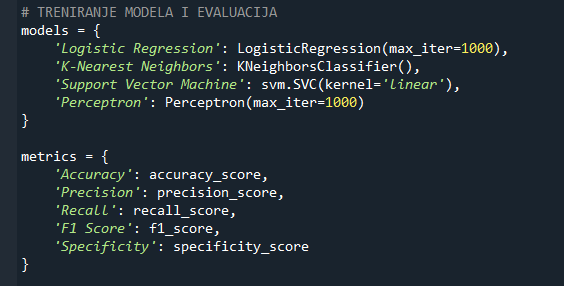 # TRENIRANJE MODELA I EVALUACIJA
models = {
    'Logistic Regression': LogisticRegression(max_iter=1000),
    'K-Nearest Neighbors': KNeighborsClassifier(),
    'Support Vector Machine': svm.SVC(kernel='linear'),
    'Perceptron': Perceptron(max_iter=1000)
}

metrics = {
    'Accuracy': accuracy_score,
    'Precision': precision_score,
    'Recall': recall_score,
    'F1 Score': f1_score,
    'Specificity': specificity_score
}